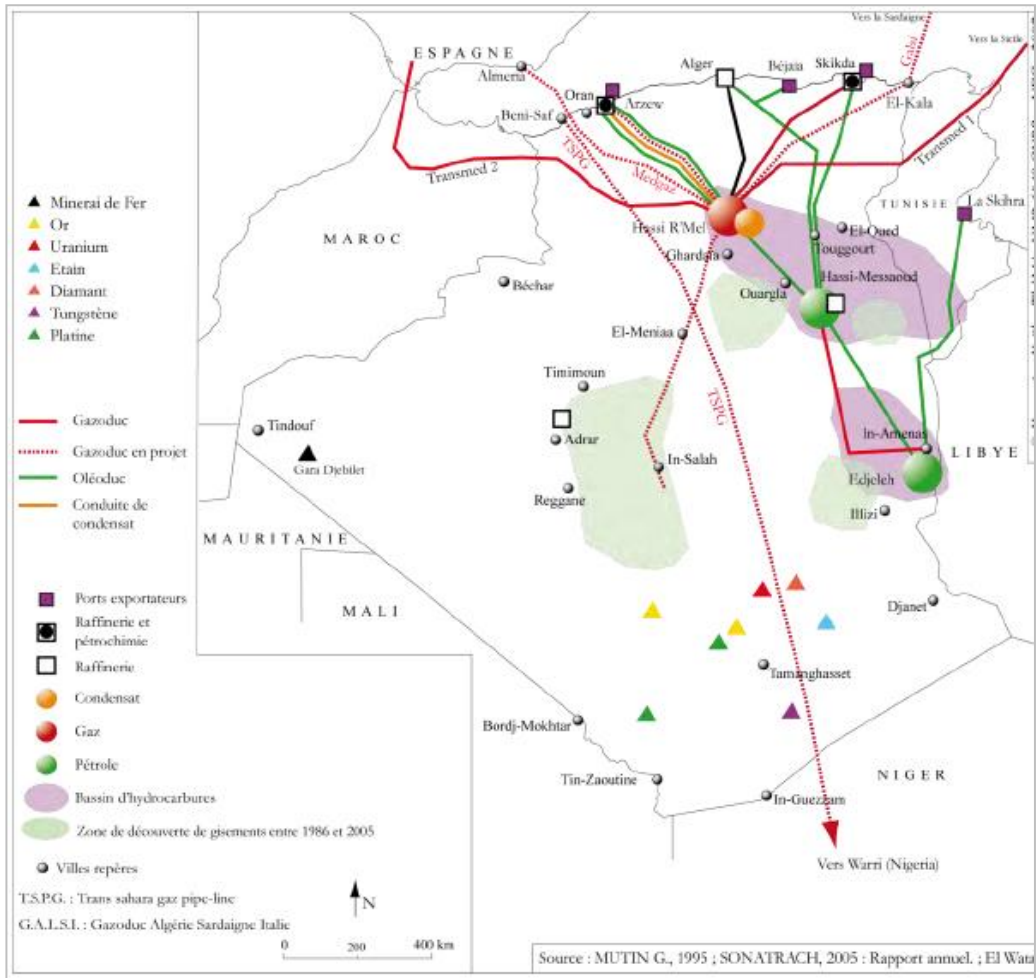 Vers la Sardaigne
Vers la Sicile
ESPAGNE
Almeria
Galsi
Alger
Béjaia
Skikda
El-Kala
Oran
Arzew
Beni-Saf
TSPG
Transmed 2
Medgaz
Transmed 1
La Skihra
TUNISIE
Minerai de Fer
Or
Uranium
Etain
Diamant
Tungstène
Platine
MAROC
Hassi R'Mel
El-Oued
Touggourt
Ghardaïa
Hassi-Messaoud
Béchar
Ouargla
El-Meniaa
Timimoun
TSPG
Gazoduc
Gazoduc en projet
Oléoduc
Conduite de
condensat
Tindouf
Gara Djebilet
Adrar
In-Salah
Reggane
In-Amenas
LIBYE
Edjeleh
Illizi
MAURITANIE
MALI
Djanet
Tamanghasset
Ports exportateurs
Raffinerie et
pétrochimie
Raffinerie
Condensat
Gaz
Pétrole
Bassin d'hydrocarbures
Zone de découverte de gisements entre 1986 et 2005
Villes repères
Bordj-Mokhtar
Tin-Zaoutine
In-Guezzam
NIGER
Vers Warri (Nigeria)
T.S.P.G. : Trans sahara gaz pipe-line
G.A.L.S.I. : Gazoduc Algérie Sardaigne Italie
N
0 200 400 km
Source : MUTIN G., 1995 ; SONATRACH, 2005 : Rapport annuel. ; El Wata